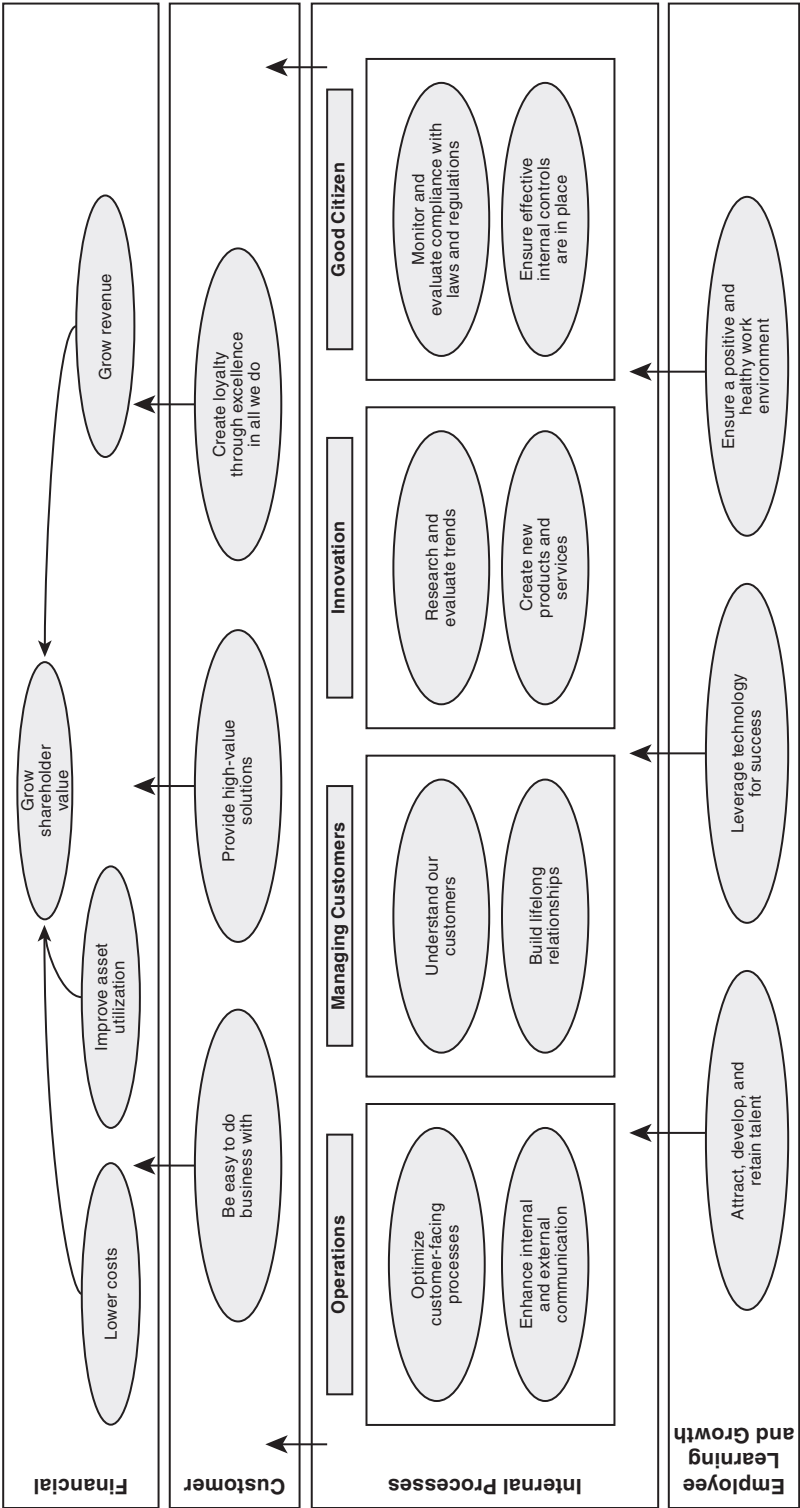 Financial
Grow
shareholder
value
Lower costs
Improve asset
utilization
Grow revenue
Customer
Be easy to do
business with
Provide high-value
solutions
Create loyalty
through excellence
in all we do
Internal Processes
Operations
Optimize
customer-facing
processes
Enhance internal
and external
communication
Managing Customers
Understand our
customers
Build lifelong
relationships
Innovation
Research and
evaluate trends
Create new
products and
services
Good Citizen
Monitor and
evaluate compliance with
laws and regulations
Ensure effective
internal controls
are in place
Employee
Learning
and Growth
Attract, develop, and
retain talent
Leverage technology
for success
Ensure a positive and
healthy work
environment